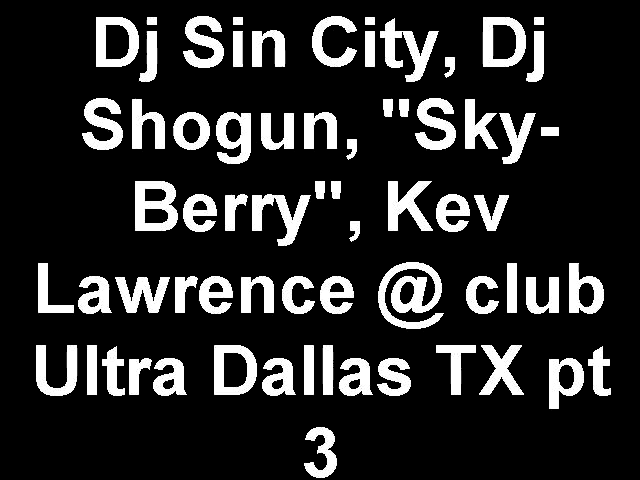 Dj Sin City, Dj
Shogun, "Sky-
Berry", Kev
Lawrence @ club
Ultra Dallas TX pt
3